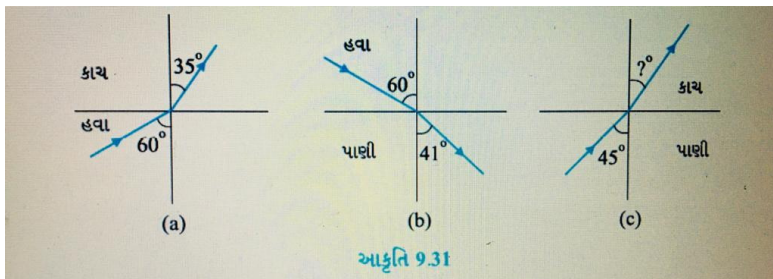 કાચ
35°
હવા
60°
(a)
હવા
60°
પાણી
41°
(b)
?°
કાચ
45°
પાણી
(c)
આકૃતિ 9.31